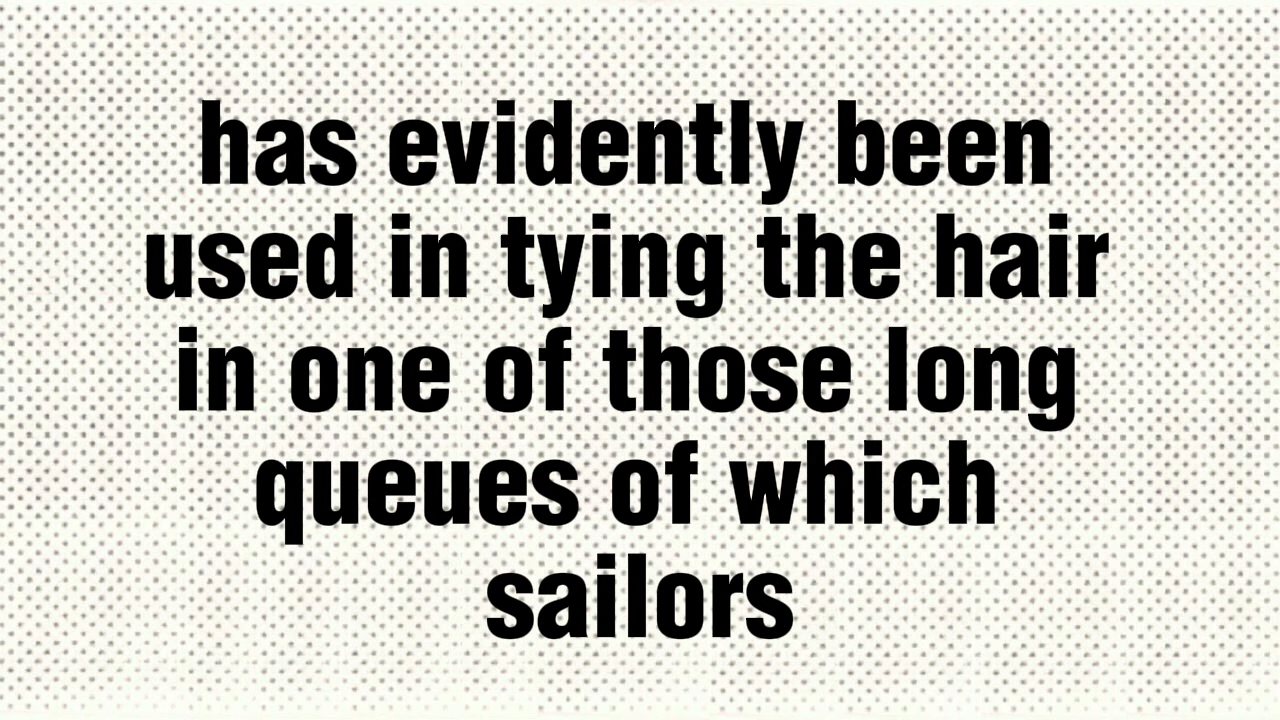 has evidently been
used in tying the hair
in one of those long
queues of which
sailors